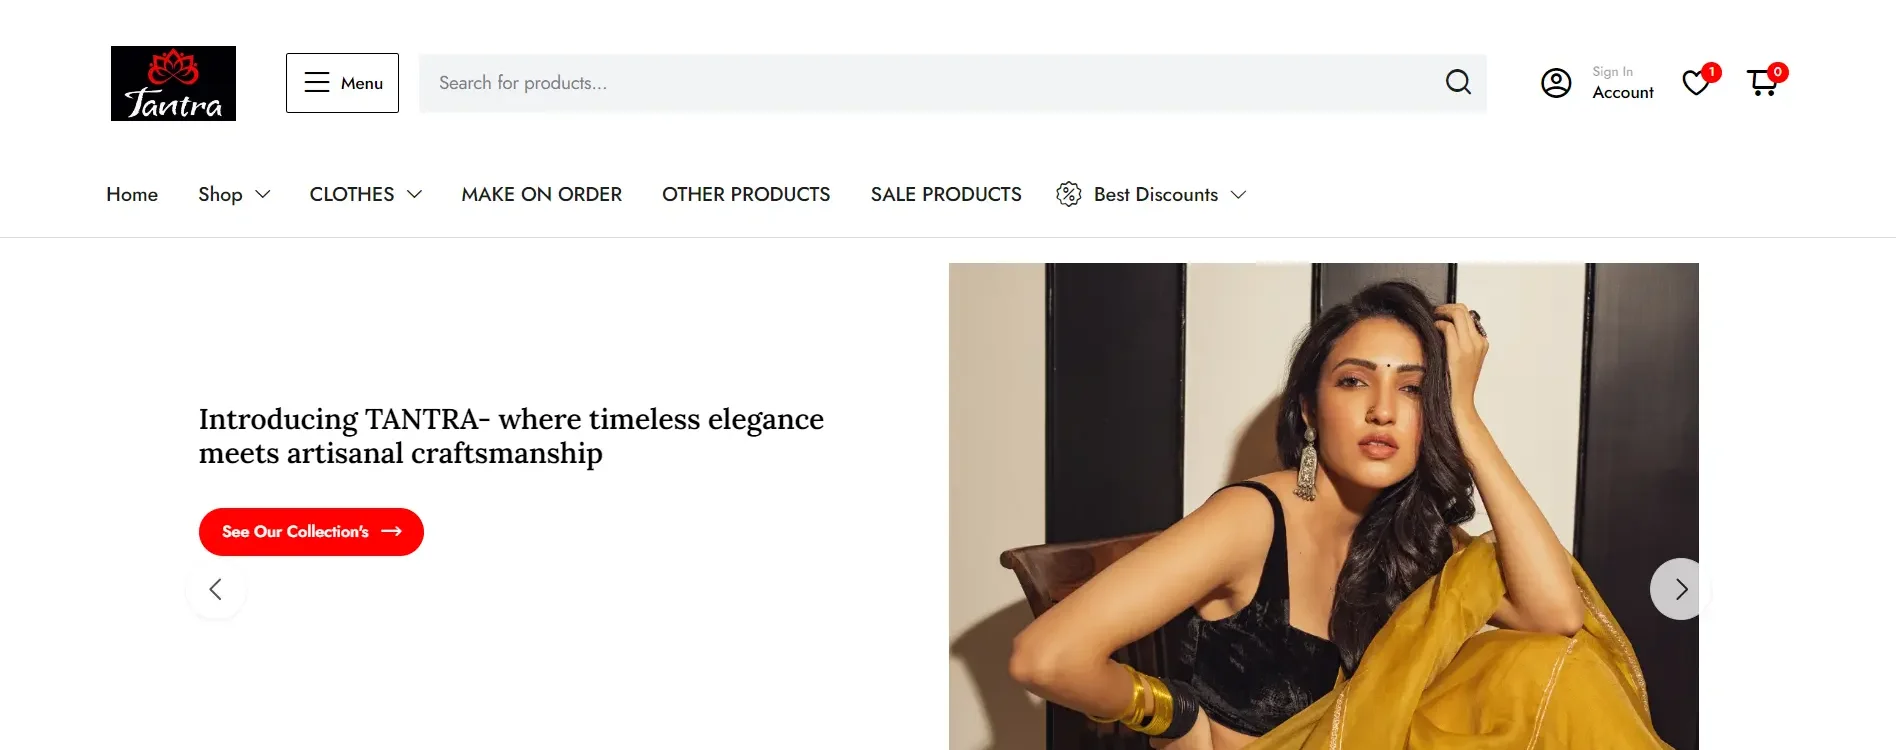 Tantra
Menu
Search for products...
Sign In
Account
1
0
Home
Shop
CLOTHES
MAKE ON ORDER
OTHER PRODUCTS
SALE PRODUCTS
Best Discounts
Introducing TANTRA- where timeless elegance
meets artisanal craftsmanship
See Our Collection's